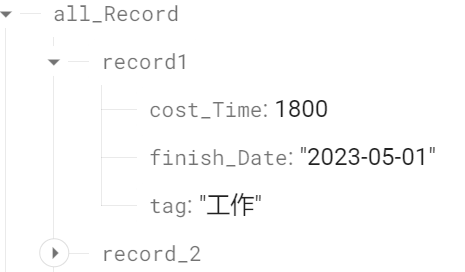 all_Record
record1
cost_Time: 1800
finish_Date: "2023-05-01"
tag: "工作"
record_2